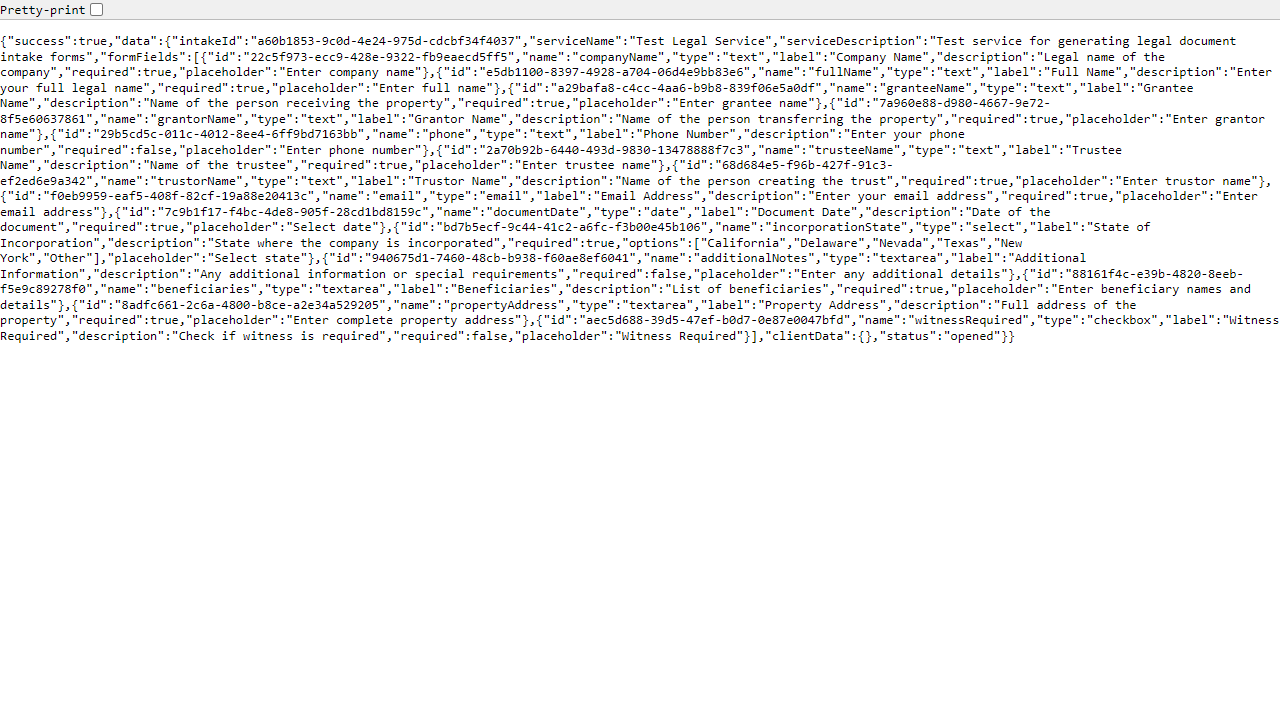 Pretty-print
{"success":true,"data":{"intakeId":"a60b1853-9c0d-4e24-975d-cdcbf34f4037","serviceName":"Test Legal Service","serviceDescription":"Test service for generating legal document
intake forms","formFields":[{"id":"22c5f973-ecc9-428e-9322-fb9eaecd5ff5","name":"companyName","type":"text","label":"Company Name","description":"Legal name of the
company","required":true,"placeholder":"Enter company name"},{"id":"e5db1100-8397-4928-a704-06d4e9bb83e6","name":"fullName","type":"text","label":"Full Name","description":"Enter
your full legal name","required":true,"placeholder":"Enter full name"},{"id":"a29bafa8-c4cc-4aa6-b9b8-839f06e5a0df","name":"granteeName","type":"text","label":"Grantee
Name","description":"Name of the person receiving the property","required":true,"placeholder":"Enter grantee name"},{"id":"7a960e88-d980-4667-9e72-
8f5e60637861","name":"grantorName","type":"text","label":"Grantor Name","description":"Name of the person transferring the property","required":true,"placeholder":"Enter grantor
name"},{"id":"29b5cd5c-011c-4012-8ee4-6ff9bd7163bb","name":"phone","type":"text","label":"Phone Number","description":"Enter your phone
number","required":false,"placeholder":"Enter phone number"},{"id":"2a70b92b-6440-493d-9830-13478888f7c3","name":"trusteeName","type":"text","label":"Trustee
Name","description":"Name of the trustee","required":true,"placeholder":"Enter trustee name"},{"id":"68d684e5-f96b-427f-91c3-
ef2ed6e9a342","name":"trustorName","type":"text","label":"Trustor Name","description":"Name of the person creating the trust","required":true,"placeholder":"Enter trustor name"},
{"id":"f0eb9959-eaf5-408f-82cf-19a88e20413c","name":"email","type":"email","label":"Email Address","description":"Enter your email address","required":true,"placeholder":"Enter
email address"},{"id":"7c9b1f17-f4bc-4de8-905f-28cd1bd8159c","name":"documentDate","type":"date","label":"Document Date","description":"Date of the
document","required":true,"placeholder":"Select date"},{"id":"bd7b5ecf-9c44-41c2-a6fc-f3b00e45b106","name":"incorporationState","type":"select","label":"State of
Incorporation","description":"State where the company is incorporated","required":true,"options":["California","Delaware","Nevada","Texas","New
York","Other"],"placeholder":"Select state"},{"id":"940675d1-7460-48cb-b938-f60ae8ef6041","name":"additionalNotes","type":"textarea","label":"Additional
Information","description":"Any additional information or special requirements","required":false,"placeholder":"Enter any additional details"},{"id":"88161f4c-e39b-4820-8eeb-
f5e9c89278f0","name":"beneficiaries","type":"textarea","label":"Beneficiaries","description":"List of beneficiaries","required":true,"placeholder":"Enter beneficiary names and
details"},{"id":"8adfc661-2c6a-4800-b8ce-a2e34a529205","name":"propertyAddress","type":"textarea","label":"Property Address","description":"Full address of the
property","required":true,"placeholder":"Enter complete property address"},{"id":"aec5d688-39d5-47ef-b0d7-0e87e0047bfd","name":"witnessRequired","type":"checkbox","label":"Witness
Required","description":"Check if witness is required","required":false,"placeholder":"Witness Required"}],"clientData":{},"status":"opened"}}